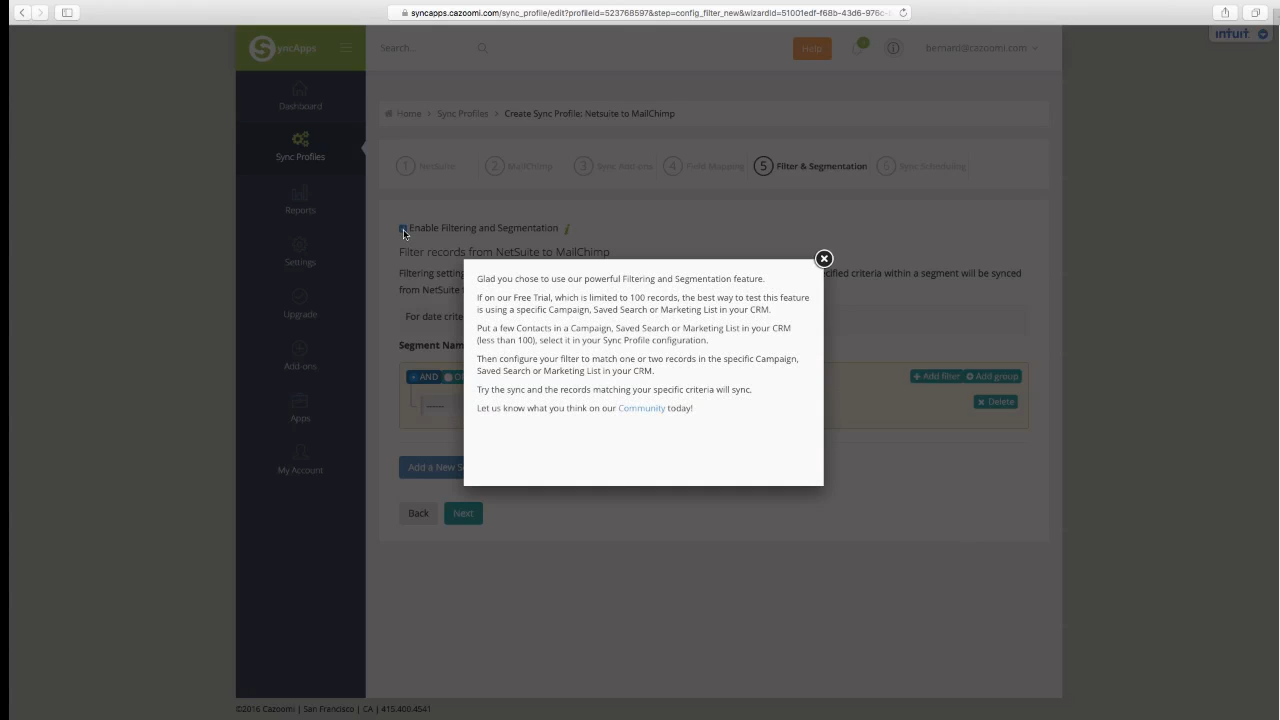 syncapps.cazoomi.com/sync_profile/edit?profileId=523768597&step=config_filter_new&wizardId=51001edf-f68b-43d6-976c-
intuit
SyncApps
Search...
Help
bernard@cazoomi.com
Dashboard
Sync Profiles
Reports
Settings
Upgrade
Add-ons
Apps
My Account
Home > Sync Profiles > Create Sync Profile: Netsuite to MailChimp
1 NetSuite 2 MailChimp 3 Sync Add-ons 4 Field Mapping 5 Filter & Segmentation 6 Sync Scheduling
Enable Filtering and Segmentation
Filter records from NetSuite to MailChimp
Filtering setting
criteria within a segment will be synced
from NetSuite
For date crite
Segment Nam
AND
Add filter Add group
Delete
Add a New S
Back Next
Glad you chose to use our powerful Filtering and Segmentation feature.
If on our Free Trial, which is limited to 100 records, the best way to test this feature
is using a specific Campaign, Saved Search or Marketing List in your CRM.
Put a few Contacts in a Campaign, Saved Search or Marketing List in your CRM
(less than 100), select it in your Sync Profile configuration.
Then configure your filter to match one or two records in the specific Campaign,
Saved Search or Marketing List in your CRM.
Try the sync and the records matching your specific criteria will sync.
Let us know what you think on our Community today!
©2016 Cazoomi | San Francisco | CA | 415.400.4541